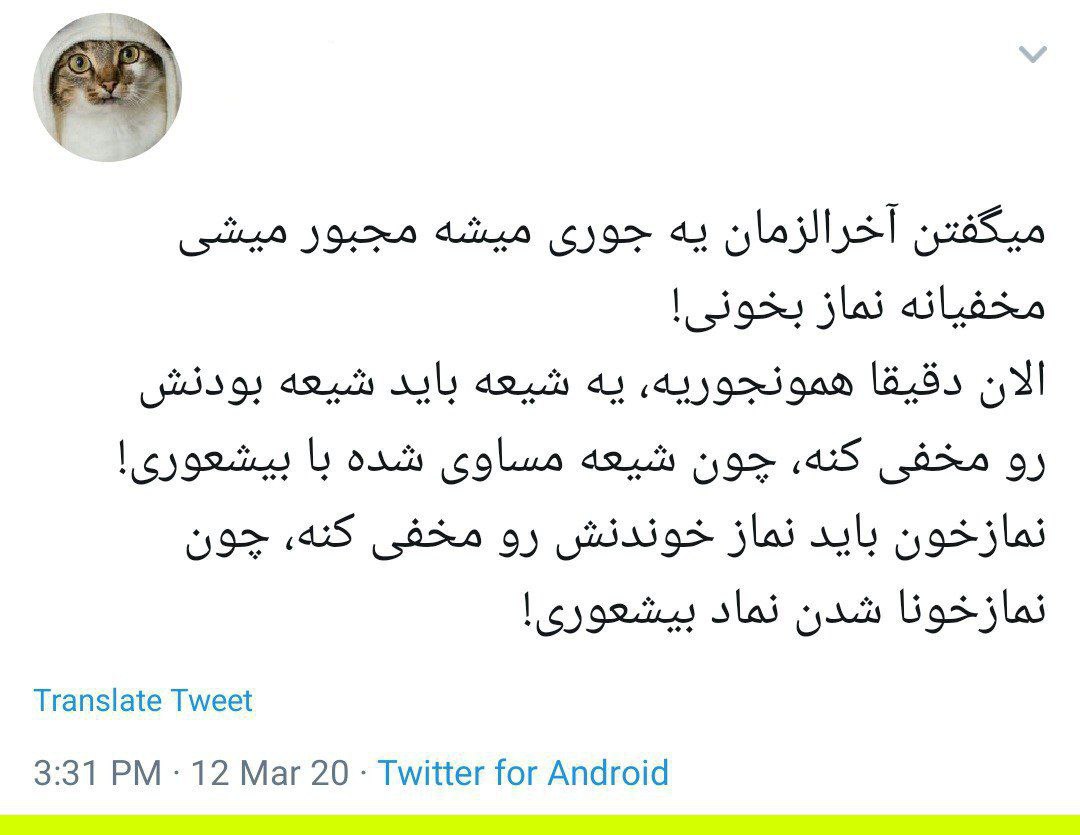 میگفتن آخرالزمان یه جوری میشه مجبور میشی
مخفیانه نماز بخونی!
الان دقیقا همونجوریه، یه شیعه باید شیعه بودنش
رو مخفی کنه، چون شیعه مساوی شده با بیشعوری!
نمازخون باید نماز خوندنش رو مخفی کنه، چون
نمازخونا شدن نماد بیشعوری!
Translate Tweet
3:31 PM · 12 Mar 20 · Twitter for Android